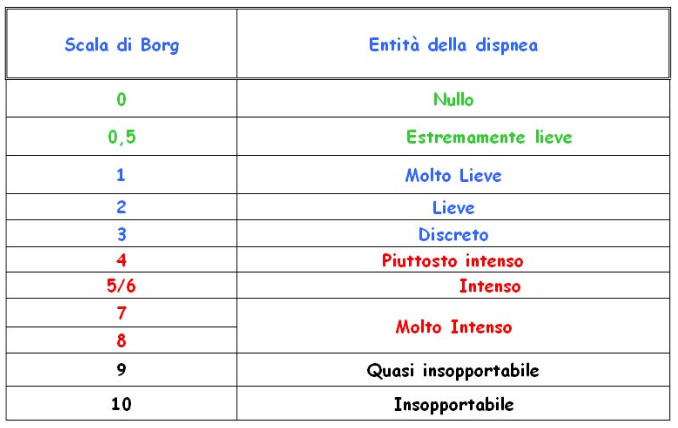 Scala di Borg Entità della dispnea
0 Nullo
0,5 Estremamente lieve
1 Molto Lieve
2 Lieve
3 Discreto
4 Piuttosto intenso
5/6 Intenso
7
Molto Intenso
8
9 Quasi insopportabile
10 Insopportabile